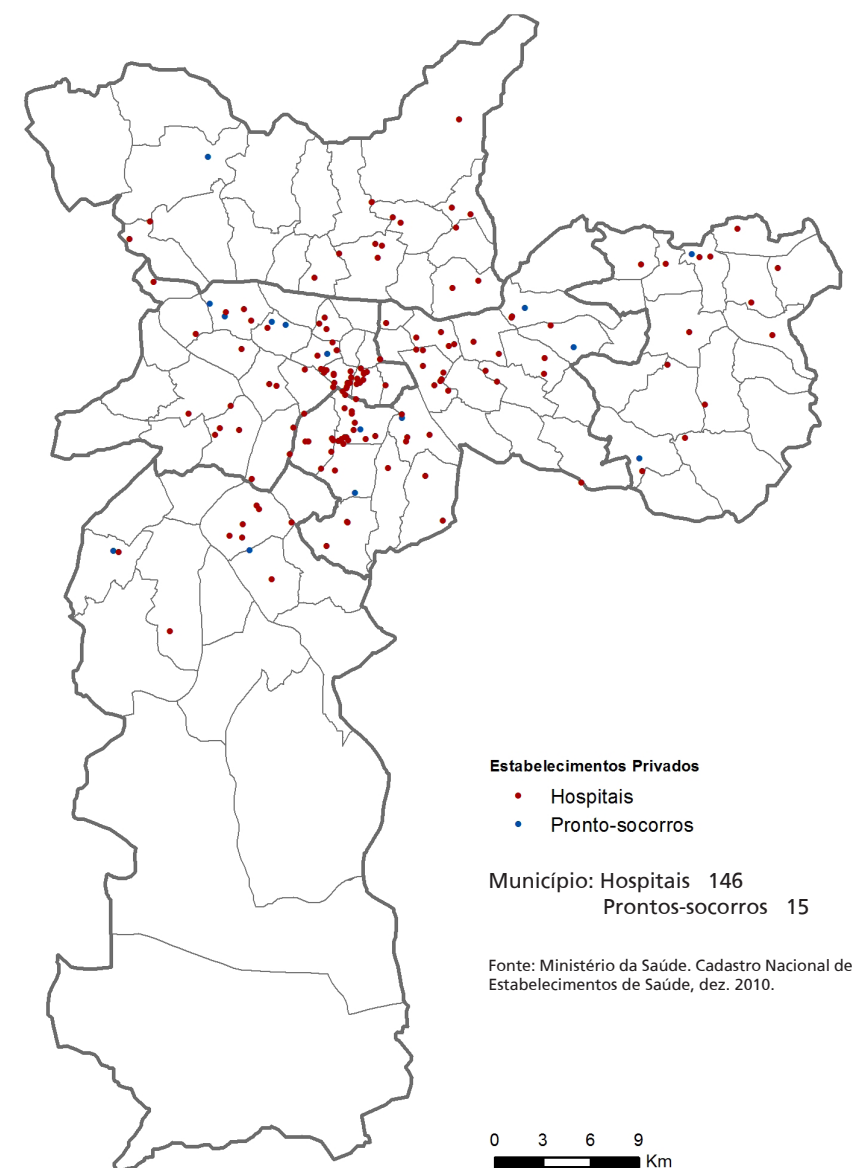 Estabelecimentos Privados
Hospitais
Pronto-socorros
Município: Hospitais 146
Prontos-socorros 15
Fonte: Ministério da Saúde. Cadastro Nacional de
Estabelecimentos de Saúde, dez. 2010.
0 3 6 9
Km